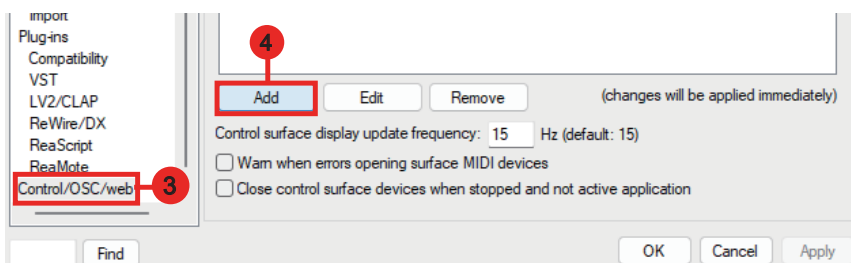 Import
Plug-ins
Compatibility
VST
LV2/CLAP
ReWire/DX
ReaScript
ReaMote
Control/OSC/web
3
Find
4
Add Edit Remove (changes will be applied immediately)
Control surface display update frequency: 15 Hz (default: 15)
Warn when errors opening surface MIDI devices
Close control surface devices when stopped and not active application
OK Cancel Apply